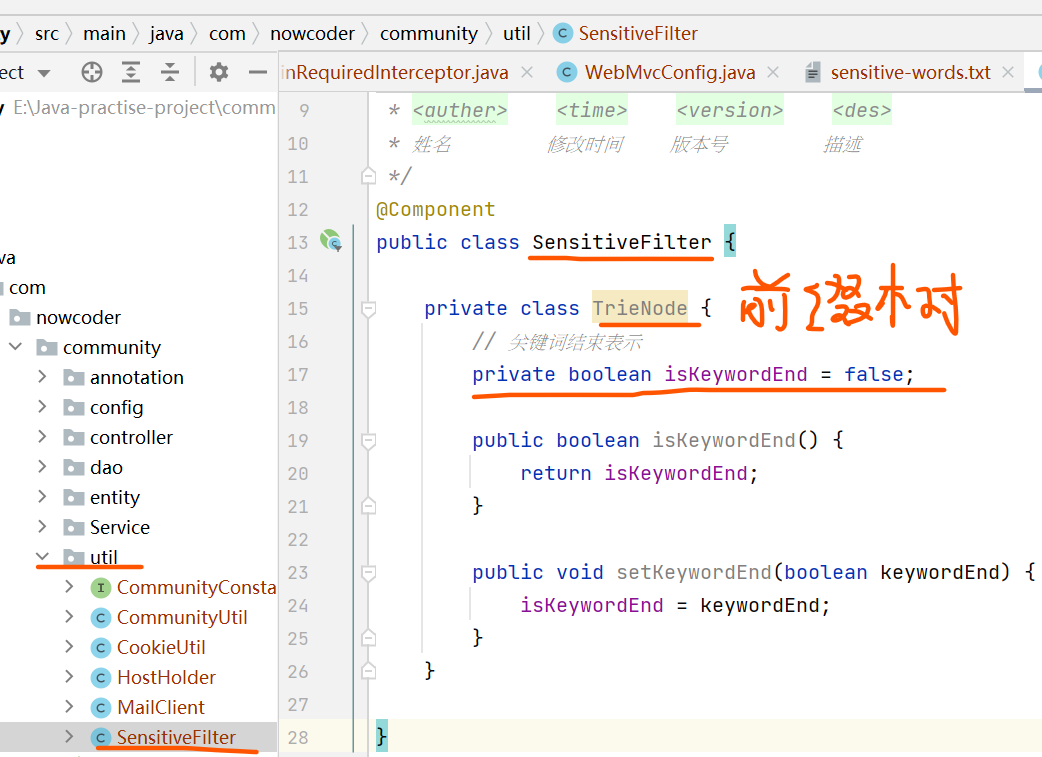 y 〉 src 〉 main 〉 java 〉 com 〉 nowcoder 〉 community 〉 util 〉 SensitiveFilter
ect
inRequiredInterceptor.java × WebMvcConfig.java × sensitive-words.txt ×
y E:\Java-practise-project\comm
va
com
nowcoder
community
annotation
config
controller
dao
entity
Service
util
CommunityConsta
CommunityUtil
CookieUtil
HostHolder
MailClient
SensitiveFilter
9 * <auther> <time> <version> <des>
10 * 姓名 修改时间 版本号 描述
11 */
12 @Component
13 public class SensitiveFilter {
14
15 private class TrieNode { 前缀树
16 // 关键词结束表示
17 private boolean isKeywordEnd = false;
18
19 public boolean isKeywordEnd() {
20 return isKeywordEnd;
21 }
22
23 public void setKeywordEnd(boolean keywordEnd) {
24 isKeywordEnd = keywordEnd;
25 }
26 }
27
28 }